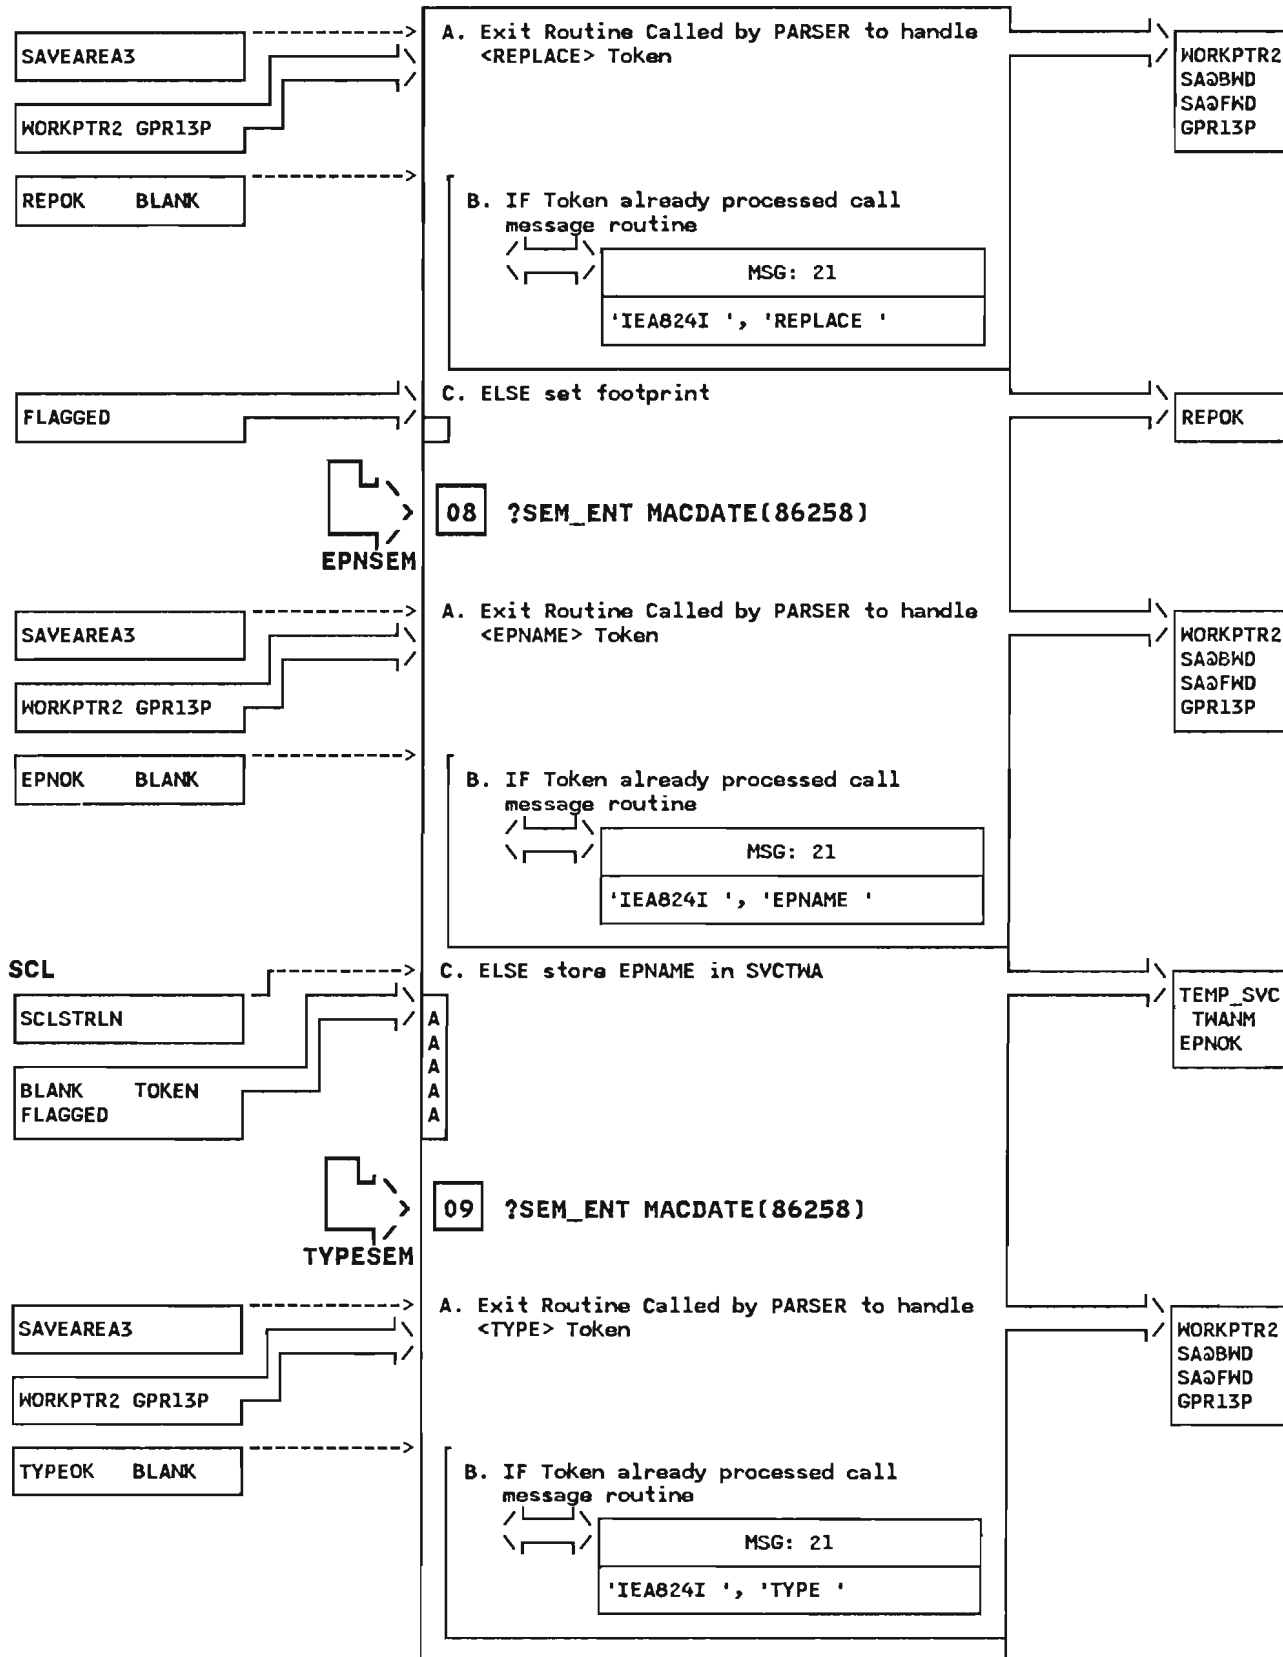 A. Exit Routine Called by PARSER to handle
<REPLACE> Token
SAVEAREA3
WORKPTR2 GPR13P
WORKPTR2
SA@BWD
SA@FWD
GPR13P
REPOK BLANK
B. IF Token already processed call
message routine
MSG: 21
'IEA824I ', 'REPLACE '
C. ELSE set footprint
FLAGGED
REPOK
EPNSEM
08 ?SEM_ENT MACDATE(86258)
A. Exit Routine Called by PARSER to handle
<EPNAME> Token
SAVEAREA3
WORKPTR2 GPR13P
WORKPTR2
SA@BWD
SA@FWD
GPR13P
EPNOK BLANK
B. IF Token already processed call
message routine
MSG: 21
'IEA824I ', 'EPNAME '
SCL
C. ELSE store EPNAME in SVCTWA
SCLSTRLN
BLANK TOKEN
FLAGGED
A
A
A
A
A
TEMP_SVC
TWANM
EPNOK
TYPESEM
09 ?SEM_ENT MACDATE(86258)
A. Exit Routine Called by PARSER to handle
<TYPE> Token
SAVEAREA3
WORKPTR2 GPR13P
WORKPTR2
SA@BWD
SA@FWD
GPR13P
TYPEOK BLANK
B. IF Token already processed call
message routine
MSG: 21
'IEA824I ', 'TYPE '